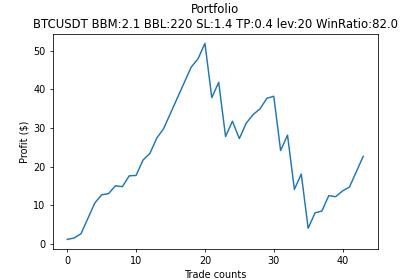 Portfolio
BTCUSDT BBM:2.1 BBL:220 SL:1.4 TP:0.4 lev:20 WinRatio:82.0
Profit ($)
50
40
30
20
10
0
0 10 20 30 40
Trade counts